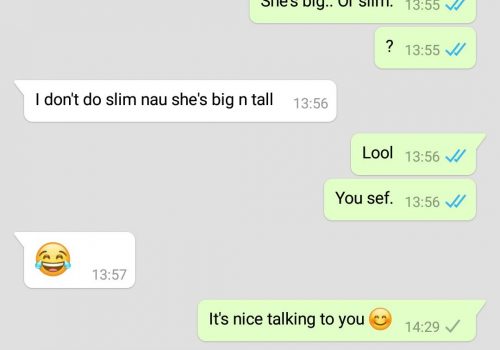 She's big.. Or slim. 13:55
? 13:55
I don't do slim nau she's big n tall 13:56
Lool 13:56
You sef. 13:56
😂 13:57
It's nice talking to you 😊 14:29